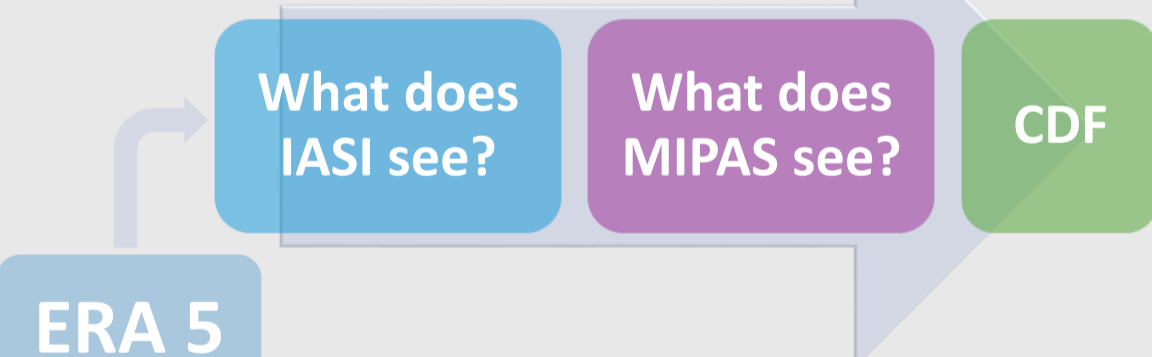 What does
IASI see?
What does
MIPAS see?
CDF
ERA 5